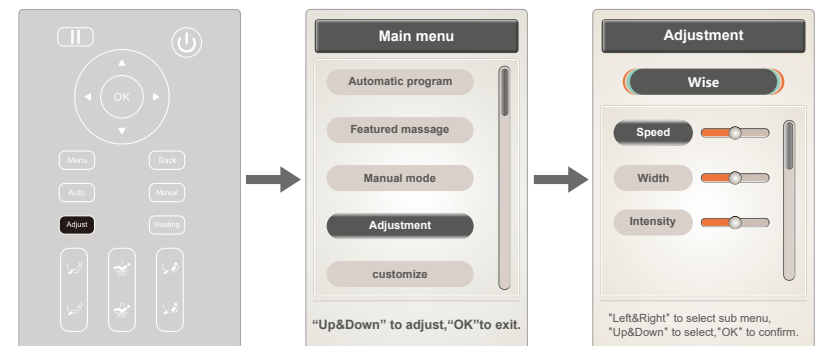 OK
Menu
Back
Auto
Manual
Adjust
Heating
Main menu
Automatic program
Featured massage
Manual mode
Adjustment
customize
“Up&Down” to adjust,“OK”to exit.
Adjustment
Wise
Speed
Width
Intensity
"Left&Right" to select sub menu,
"Up&Down" to select,"OK" to confirm.